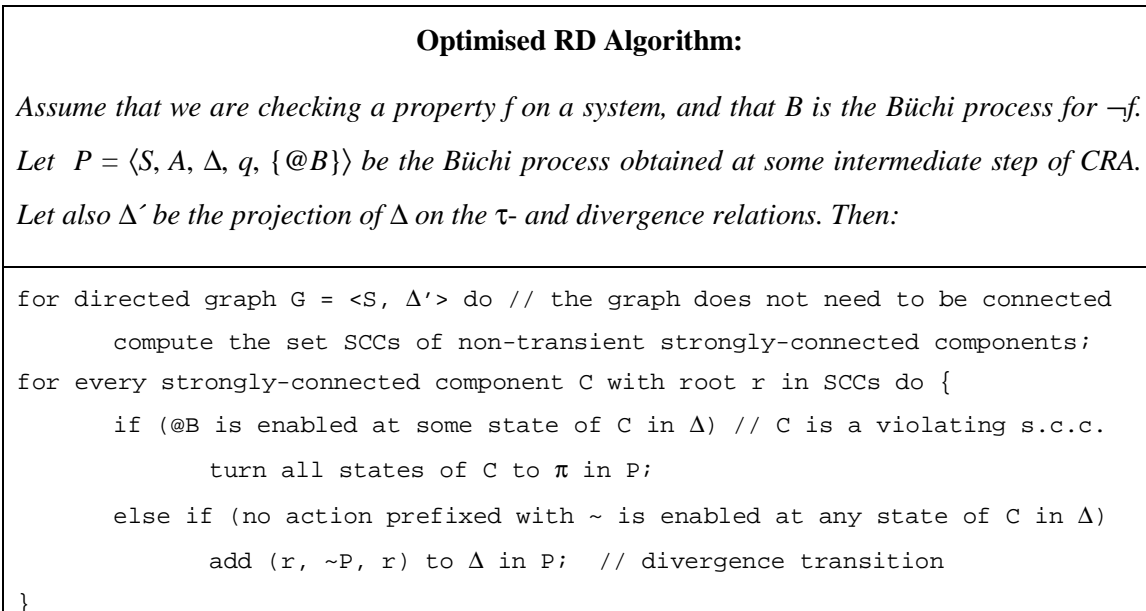 Optimised RD Algorithm:
Assume that we are checking a property f on a system, and that B is the Büchi process for ¬f.
Let P = ⟨S, A, Δ, q, {@B}⟩ be the Büchi process obtained at some intermediate step of CRA.
Let also Δ´ be the projection of Δ on the τ- and divergence relations. Then:
for directed graph G = <S, Δ’> do // the graph does not need to be connected
compute the set SCCs of non-transient strongly-connected components;
for every strongly-connected component C with root r in SCCs do {
if (@B is enabled at some state of C in Δ) // C is a violating s.c.c.
turn all states of C to π in P;
else if (no action prefixed with ~ is enabled at any state of C in Δ)
add (r, ~P, r) to Δ in P; // divergence transition
}